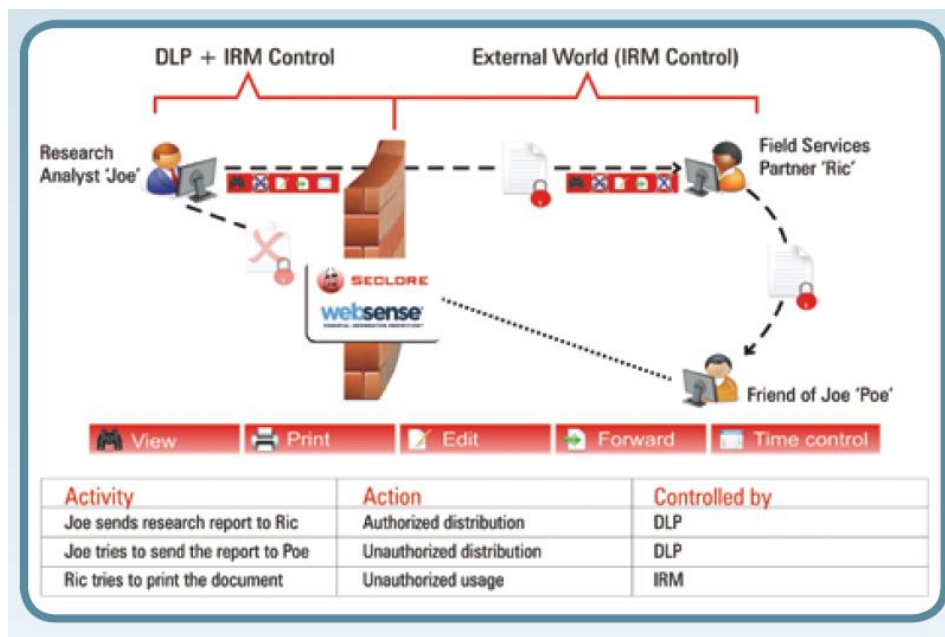 DLP + IRM Control
External World (IRM Control)
Research
Analyst 'Joe'
Field Services
Partner 'Ric'
SECLORE
websense
ESSENTIAL INFORMATION PROTECTION
Friend of Joe 'Poe'
View
Print
Edit
Forward
Time control
Activity Action Controlled by
Joe sends research report to Ric Authorized distribution DLP
Joe tries to send the report to Poe Unauthorized distribution DLP
Ric tries to print the document Unauthorized usage IRM